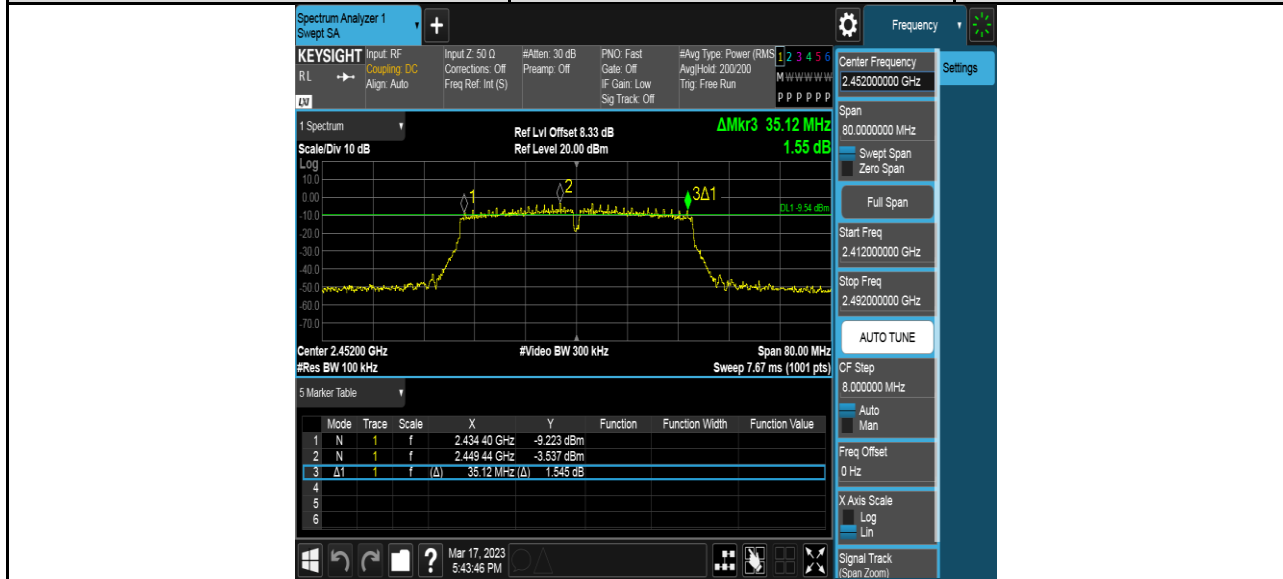 Spectrum Analyzer 1
Swept SA
+
Frequency
KEYSIGHT
RL
LXI
Input: RF
Coupling: DC
Align: Auto
Input Z: 50 Ω
Corrections: Off
Freq Ref: Int (S)
#Atten: 30 dB
Preamp: Off
PNO: Fast
Gate: Off
IF Gain: Low
Sig Track: Off
#Avg Type: Power (RMS
Avg|Hold: 200/200
Trig: Free Run
1 2 3 4 5 6
M W W W W W
P P P P P P
1 Spectrum
Scale/Div 10 dB
Log
Ref Lvl Offset 8.33 dB
Ref Level 20.00 dBm
ΔMkr3 35.12 MHz
1.55 dB
10.0
0.00
-10.0
-20.0
-30.0
-40.0
-50.0
-60.0
-70.0
1
2
3Δ1
DL1 -9.54 dBm
Center 2.45200 GHz
#Res BW 100 kHz
#Video BW 300 kHz
Span 80.00 MHz
Sweep 7.67 ms (1001 pts)
5 Marker Table
Mode Trace Scale X Y Function Function Width Function Value
1 N 1 f 2.434 40 GHz -9.223 dBm
2 N 1 f 2.449 44 GHz -3.537 dBm
3 Δ1 1 f (Δ) 35.12 MHz (Δ) 1.545 dB
4
5
6
?
Mar 17, 2023
5:43:46 PM
Center Frequency
2.452000000 GHz
Settings
Span
80.0000000 MHz
Swept Span
Zero Span
Full Span
Start Freq
2.412000000 GHz
Stop Freq
2.492000000 GHz
AUTO TUNE
CF Step
8.000000 MHz
Auto
Man
Freq Offset
0 Hz
X Axis Scale
Log
Lin
Signal Track
(Span Zoom)